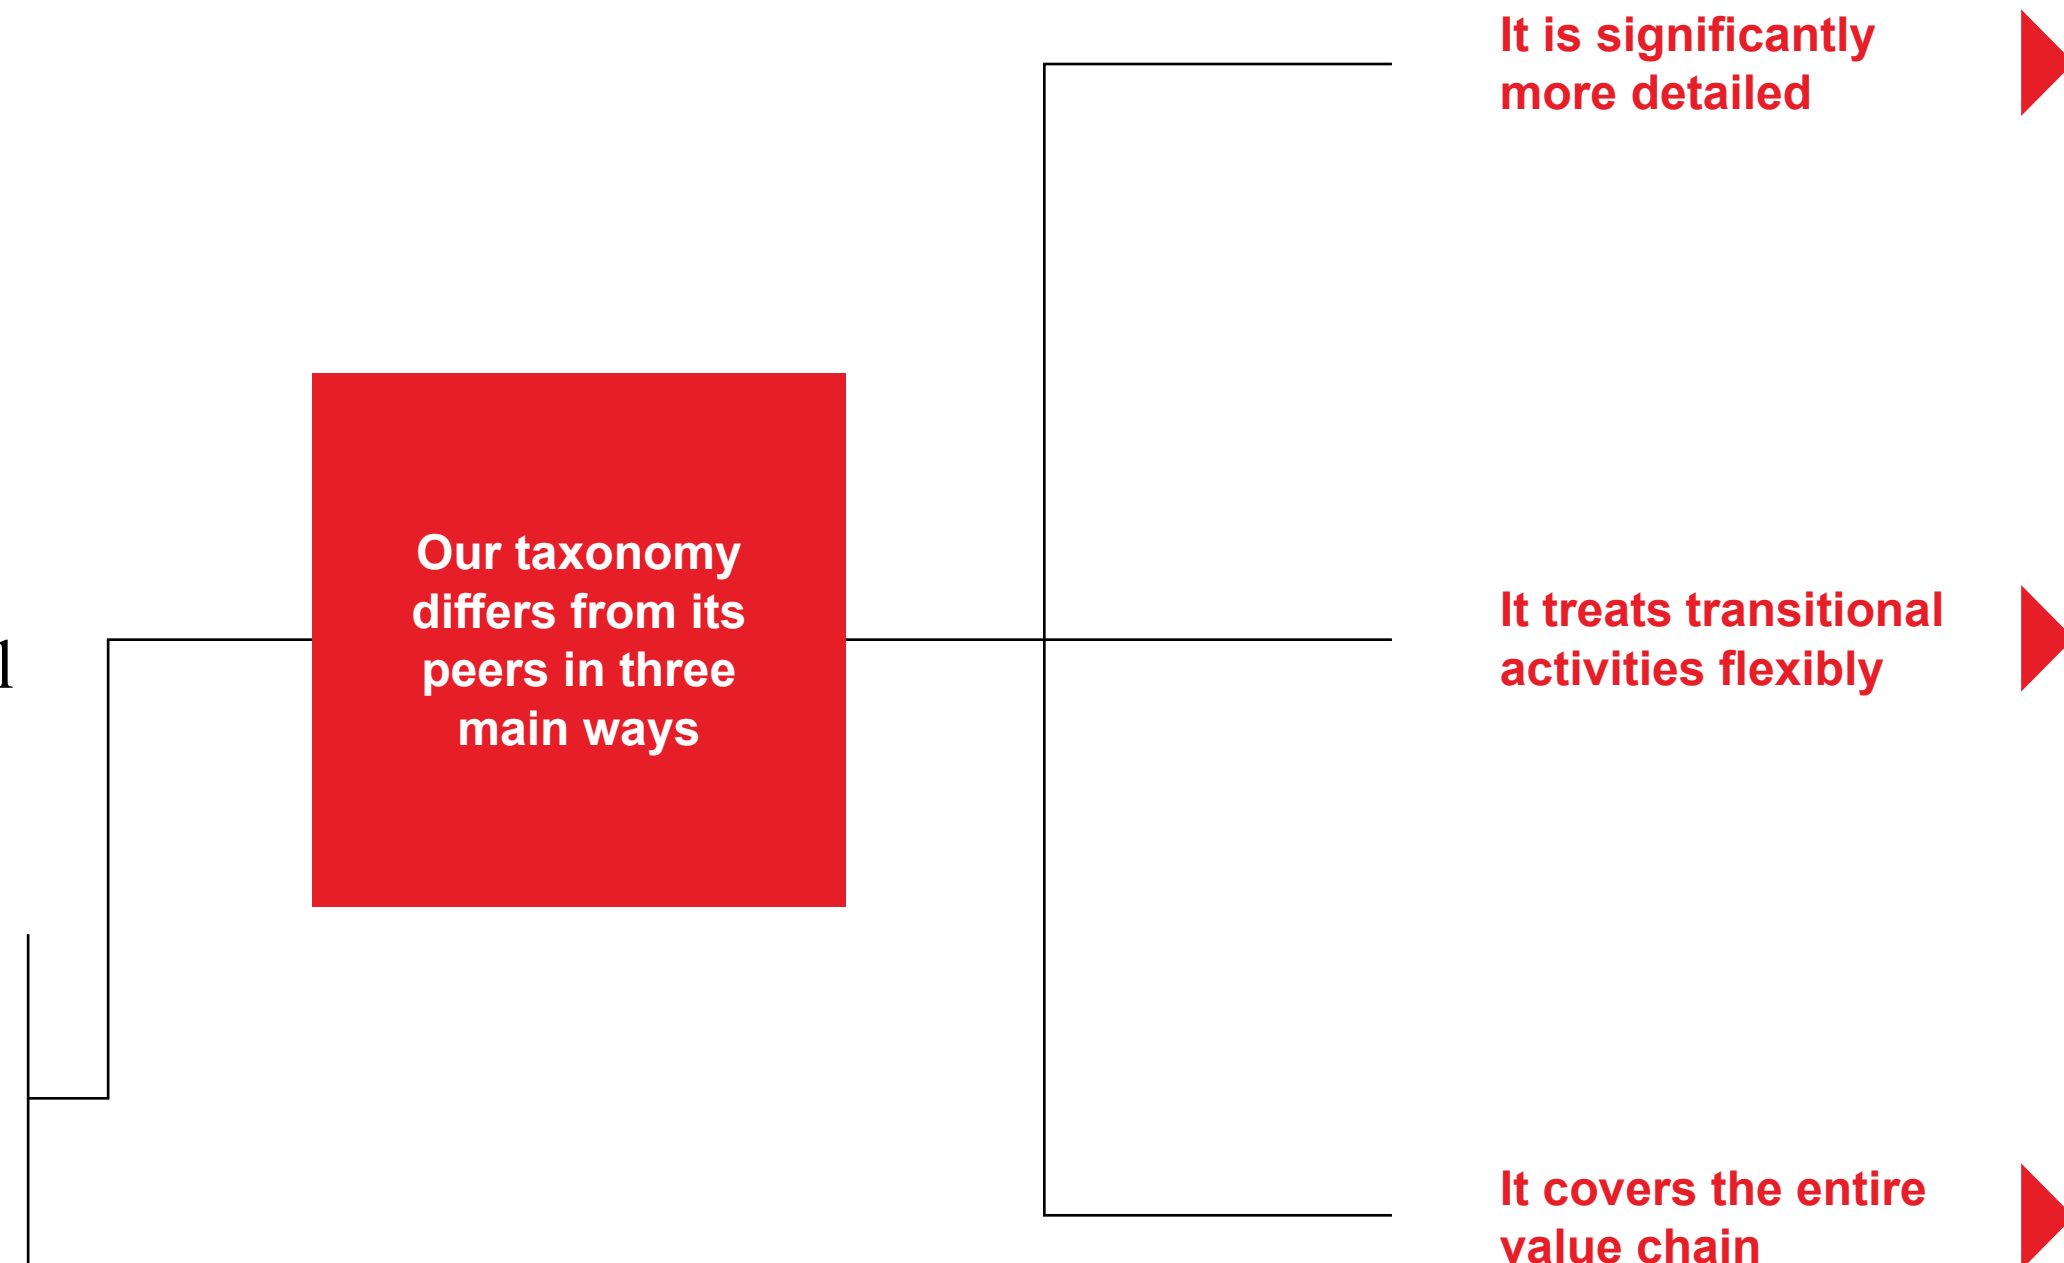 It is significantly
more detailed
Our taxonomy
differs from its
peers in three
main ways
It treats transitional
activities flexibly
It covers the entire
value chain